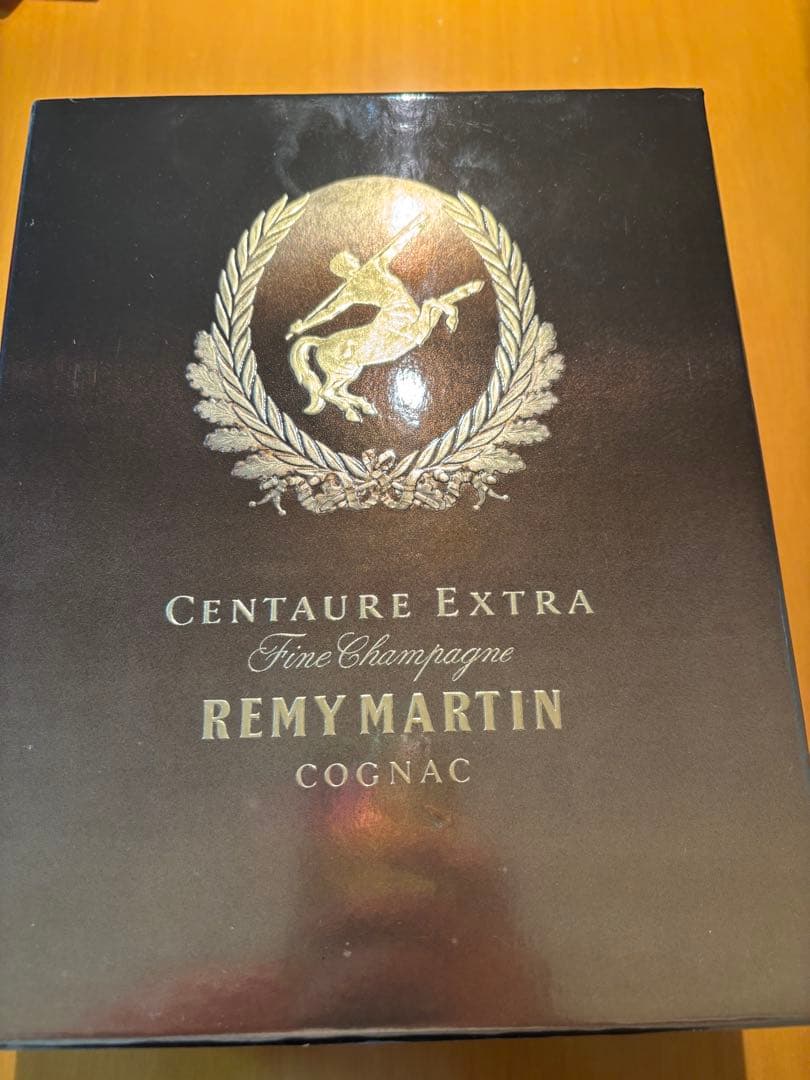 CENTAURE EXTRA
Fine Champagne
REMY MARTIN
COGNAC